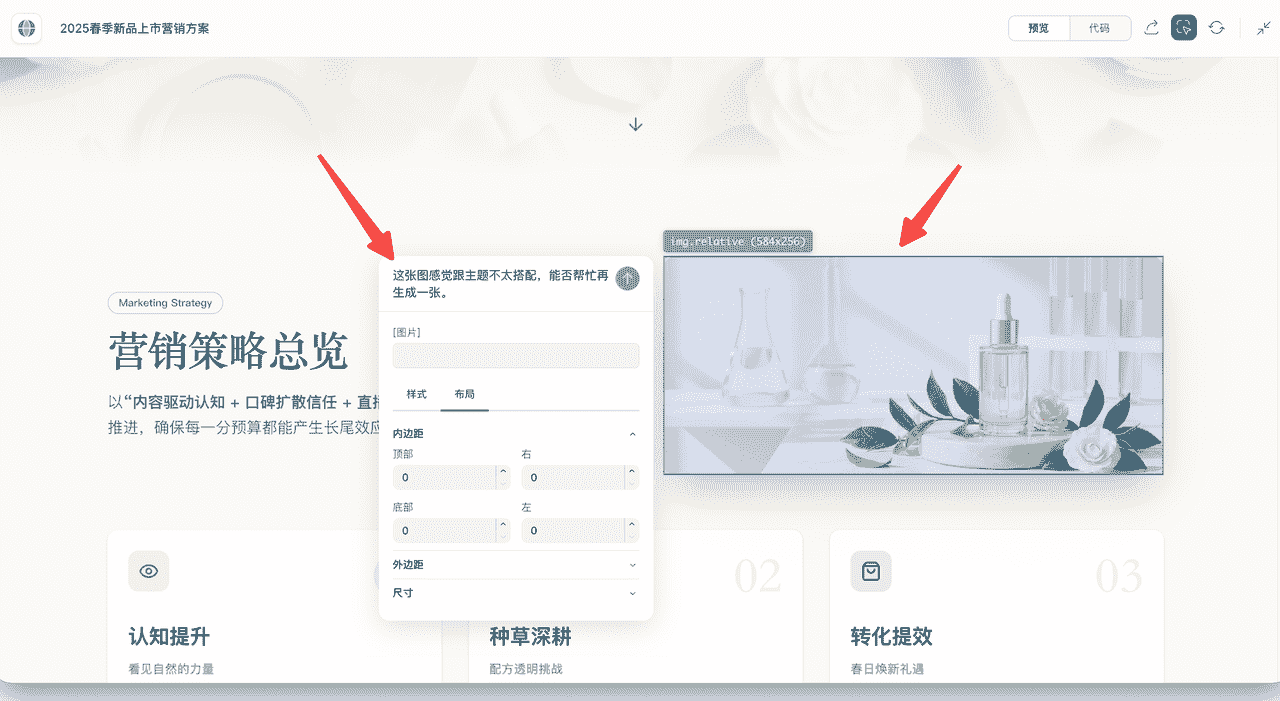 2025春季新品上市营销方案
预览
代码
img.relative (584x256)
这张图感觉跟主题不太搭配，能否帮忙再
生成一张。
[图片]
样式
布局
内边距
顶部
右
0
0
底部
左
0
0
外边距
尺寸
Marketing Strategy
营销策略总览
以“内容驱动认知 + 口碑扩散信任 + 直
推进，确保每一分预算都能产生长尾效应
认知提升
看见自然的力量
02
种草深耕
配方透明挑战
03
转化提效
春日焕新礼遇